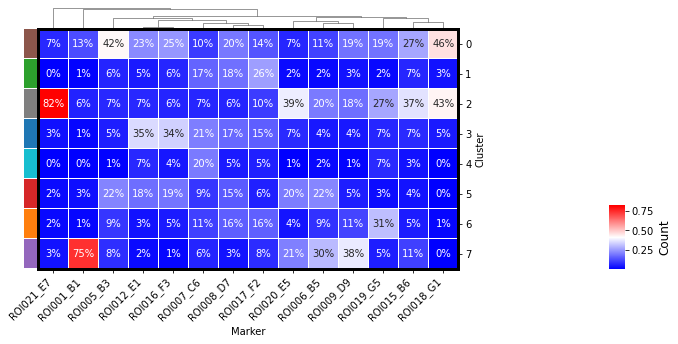 7% 13% 42% 23% 25% 10% 20% 14% 7% 11% 19% 19% 27% 46% 0
0% 1% 6% 5% 6% 17% 18% 26% 2% 2% 3% 2% 7% 3% 1
82% 6% 7% 7% 6% 7% 6% 10% 39% 20% 18% 27% 37% 43% 2
3% 1% 5% 35% 34% 21% 17% 15% 7% 4% 4% 7% 7% 5% 3
0% 0% 1% 7% 4% 20% 5% 5% 1% 2% 1% 7% 3% 0% 4
2% 3% 22% 18% 19% 9% 15% 6% 20% 22% 5% 3% 4% 0% 5
2% 1% 9% 3% 5% 11% 16% 16% 4% 9% 11% 31% 5% 1% 6
3% 75% 8% 2% 1% 6% 3% 8% 21% 30% 38% 5% 11% 0% 7
Cluster
ROI021_E7 ROI001_B1 ROI005_B3 ROI012_E1 ROI016_F3 ROI007_C6 ROI008_D7 ROI017_F2 ROI020_E5 ROI006_B5 ROI009_D9 ROI019_G5 ROI015_B6 ROI018_G1
Marker
0.75
0.50
0.25
Count